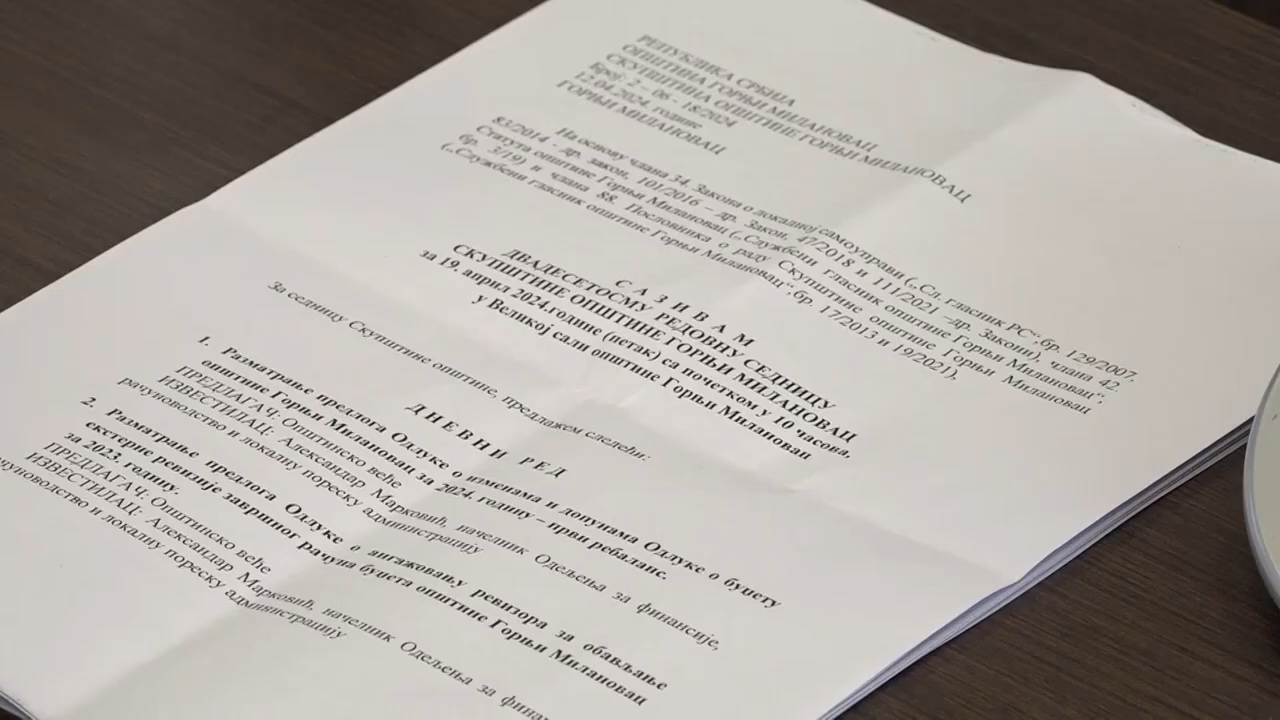 РЕПУБЛИКА СРБИЈА
ОПШТИНА ГОРЊИ МИЛАНОВАЦ
СКУПШТИНА ОПШТИНЕ ГОРЊИ МИЛАНОВАЦ
Број: 2 – 06 - 18/2024
12.04.2024. године
ГОРЊИ МИЛАНОВАЦ
На основу члана 34. Закона о локалној самоуправи („Сл. гласник РС“ бр. 129/2007.
83/2014 - др. закон, 101/2016 – др. Закон, 47/2018 и 111/2021 –др. Закони), члана 42.
Статута општине Горњи Милановац („Службени гласник општине Горњи Милановац“,
бр. 3/19) и члана 88. Пословника о раду Скупштине општине Горњи Милановац
(„Службени гласник општине Горњи Милановац“, бр. 17/2013 и 19/2021),
С А З И В А М
ДВАДЕСЕТОСМУ РЕДОВНУ СЕДНИЦУ
СКУПШТИНЕ ОПШТИНЕ ГОРЊИ МИЛАНОВАЦ
за 19. април 2024.године (петак) са почетком у 10 часова,
у Великој сали општине Горњи Милановац
За седницу Скупштине општине, предлажем следећи:
Д Н Е В Н И РЕД
1. Разматрање предлога Одлуке о изменама и допунама Одлуке о буџету
општине Горњи Милановац за 2024. годину – први ребаланс.
ПРЕДЛАГАЧ: Општинско веће
ИЗВЕСТИЛАЦ: Александар Марковић, начелник Одељења за финансије,
рачуноводство и локалну пореску администрацију
2. Разматрање предлога Одлуке о ангажовању ревизора за обављање
екстерне ревизије завршног рачуна буџета општине Горњи Милановац
за 2023. годину.
ПРЕДЛАГАЧ: Општинско веће
ИЗВЕСТИЛАЦ: Александар Марковић, начелник Одељења за финан
чуноводство и локалну пореску администрацију